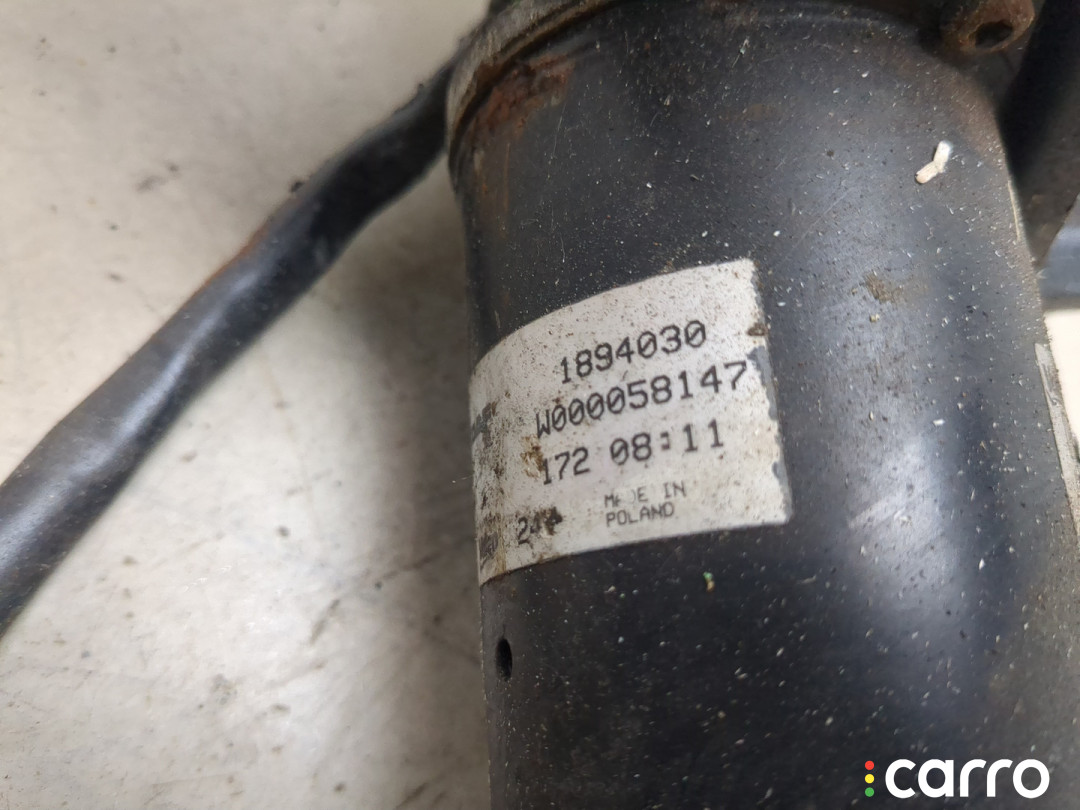 1894030
W000058147
172 08:11
MADE IN
POLAND
carro